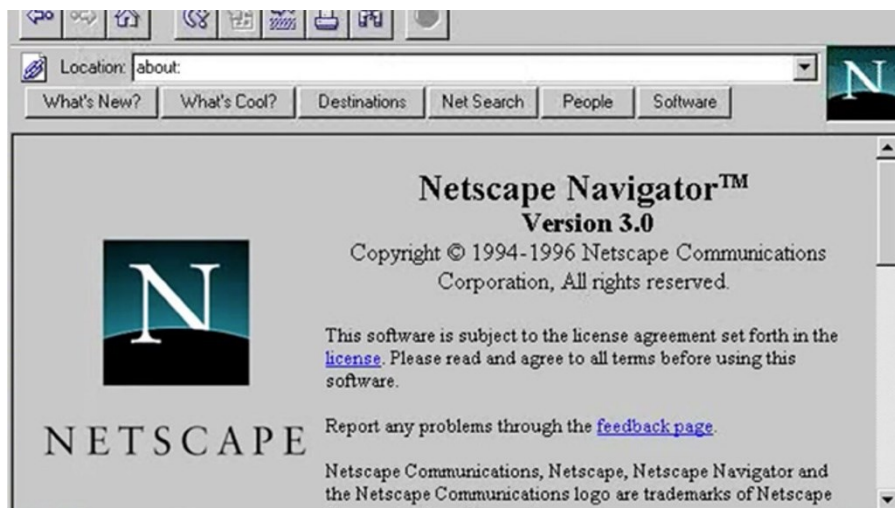 Location: about:
What's New? What's Cool? Destinations Net Search People Software
N
Netscape Navigator™
Version 3.0
Copyright © 1994-1996 Netscape Communications
Corporation, All rights reserved.
N
NETSCAPE
This software is subject to the license agreement set forth in the
license. Please read and agree to all terms before using this
software.
Report any problems through the feedback page.
Netscape Communications, Netscape, Netscape Navigator and
the Netscape Communications logo are trademarks of Netscape